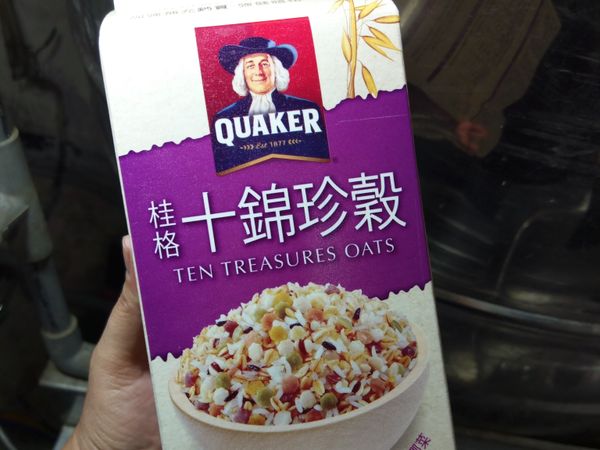 QUAKER
Est. 1877
桂格
十錦珍穀
TEN TREASURES OATS